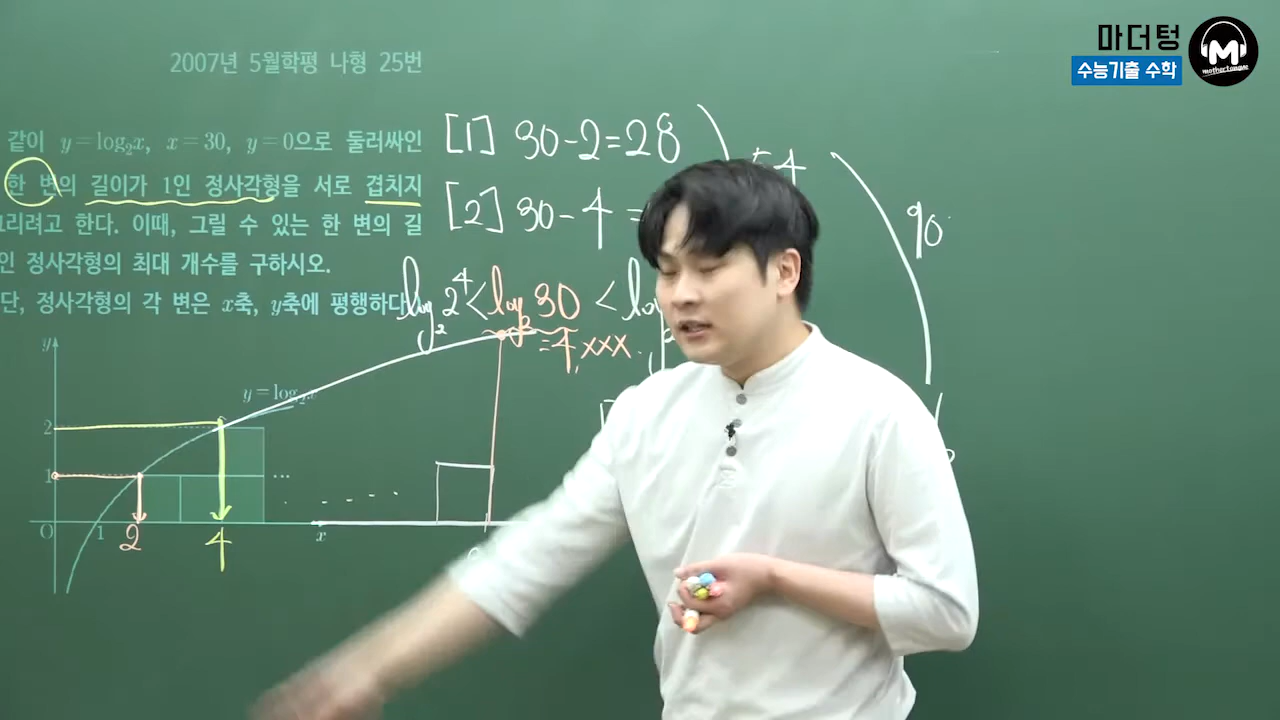 마더텅
수능기출 수학
mothertongue
2007년 5월학평 나형 25번
같이 y=log₂x, x=30, y=0으로 둘러싸인
한 변의 길이가 1인 정사각형을 서로 겹치지
그리려고 한다. 이때, 그릴 수 있는 한 변의 길
인 정사각형의 최대 개수를 구하시오.
단, 정사각형의 각 변은 x축, y축에 평행하다.
[1] 30-2=28
[2] 30-4=
90
log₂2⁴<log₂30<lo
=4.xxx
y
y=log₂x
2
1
...
O 1 2 4 x